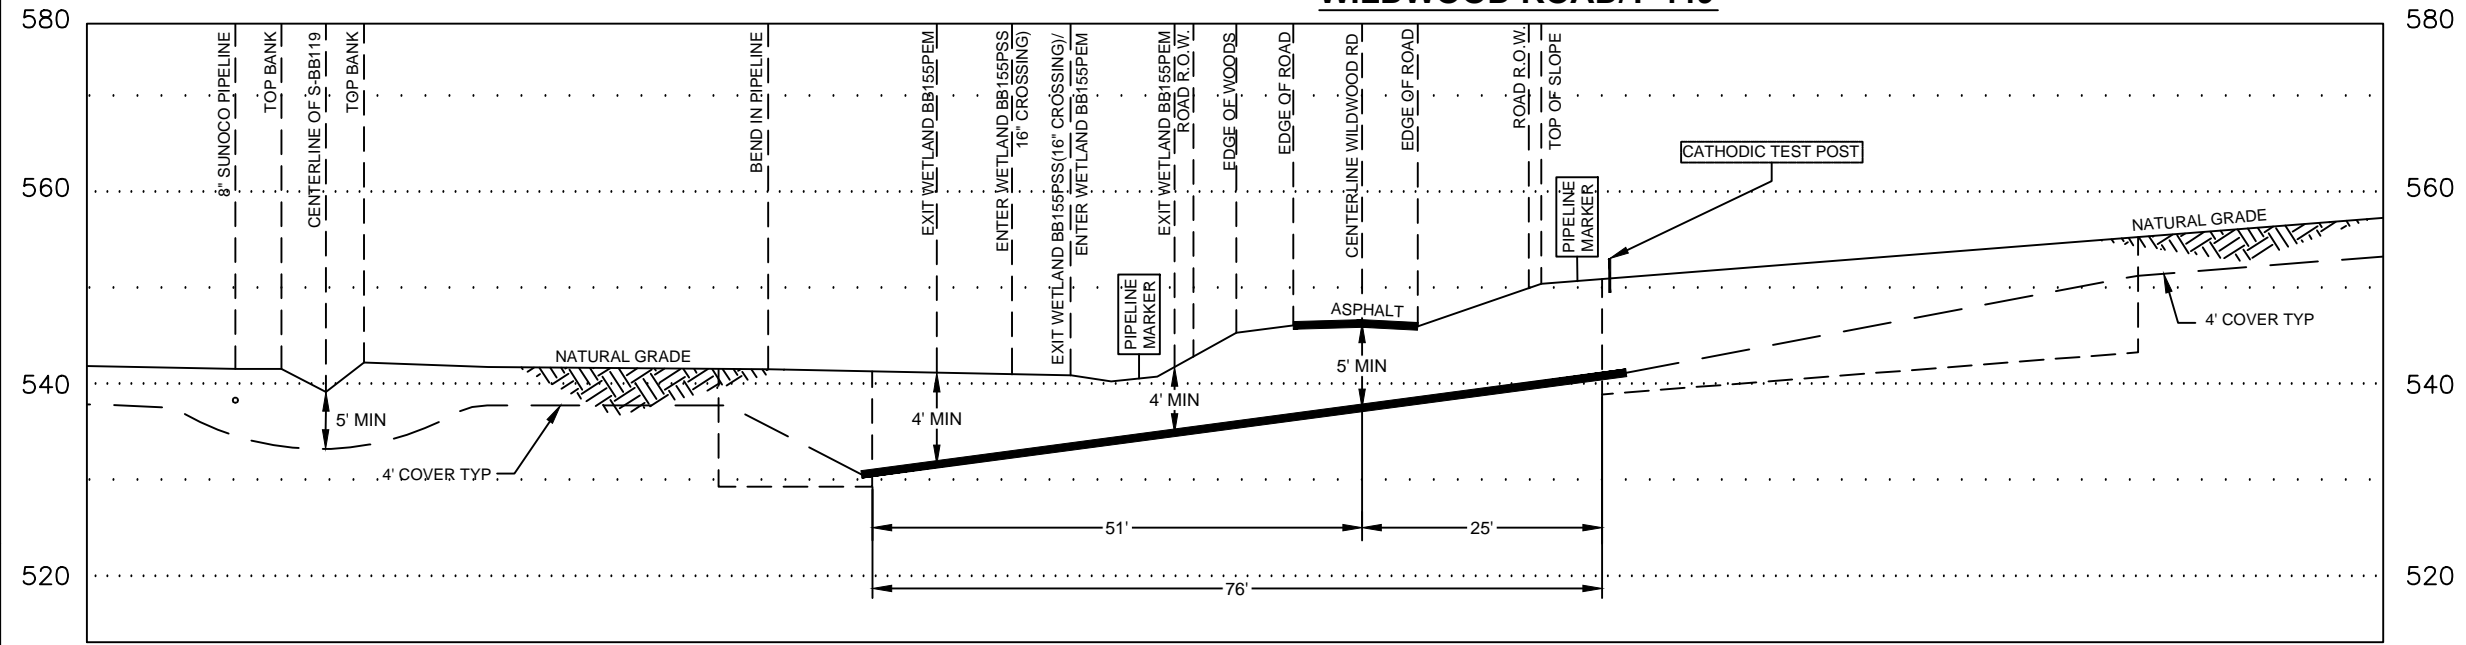 580
580
8" SUNOCO PIPELINE
TOP BANK
CENTERLINE OF S-BB119
TOP BANK
BEND IN PIPELINE
EXIT WETLAND BB155PEM
ENTER WETLAND BB155PSS
16" CROSSING)
EXIT WETLAND BB155PSS(16" CROSSING)/
ENTER WETLAND BB155PEM
EXIT WETLAND BB155PEM
ROAD R.O.W.
EDGE OF WOODS
EDGE OF ROAD
CENTERLINE WILDWOOD RD
EDGE OF ROAD
ROAD R.O.W.
TOP OF SLOPE
CATHODIC TEST POST
560
560
PIPELINE
MARKER
NATURAL GRADE
PIPELINE
MARKER
ASPHALT
4' COVER TYP
NATURAL GRADE
5' MIN
540
540
4' MIN
4' MIN
5' MIN
4' COVER TYP
51'
25'
520
520
76'